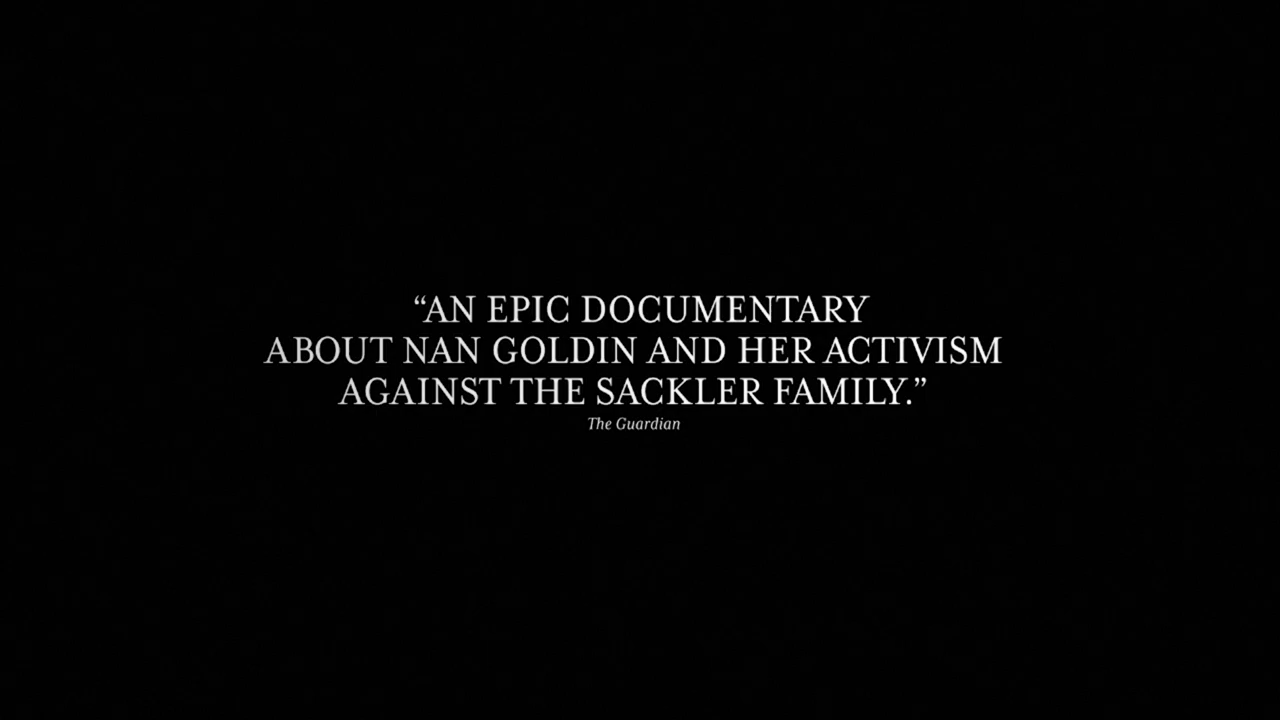 “AN EPIC DOCUMENTARY
ABOUT NAN GOLDIN AND HER ACTIVISM
AGAINST THE SACKLER FAMILY.”
The Guardian